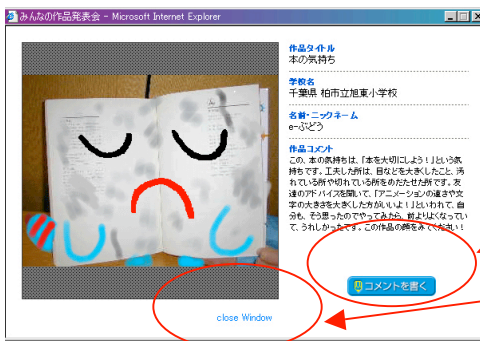 みんなの作品発表会 - Microsoft Internet Explorer
作品タイトル
本の気持ち
学校名
千葉県 柏市立旭東小学校
名前・ニックネーム
e-ぶどう
作品コメント
この、本の気持ちは、「本を大切にしよう！」という気
持ちです。工夫した所は、目などを大きくしたこと、汚
れている所や切れている所をめだたせた所です。友
達のアドバイスを聞いて、「アニメーションの速さや文
字の大きさを大きくした方がいいよ！」といわれて、自
分も、そう思ったのでやってみたら、前よりよくなってい
て、うれしかったです。この作品の顔をみてください！
コメントを書く
close Window